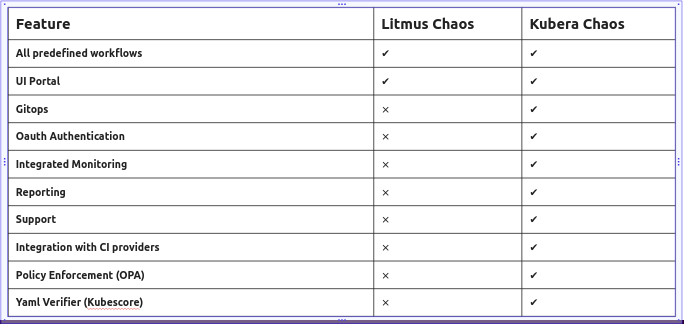 Feature Litmus Chaos Kubera Chaos
All predefined workflows ✔ ✔
UI Portal ✔ ✔
Gitops × ✔
Oauth Authentication × ✔
Integrated Monitoring × ✔
Reporting × ✔
Support × ✔
Integration with CI providers × ✔
Policy Enforcement (OPA) × ✔
Yaml Verifier (Kubescore) × ✔